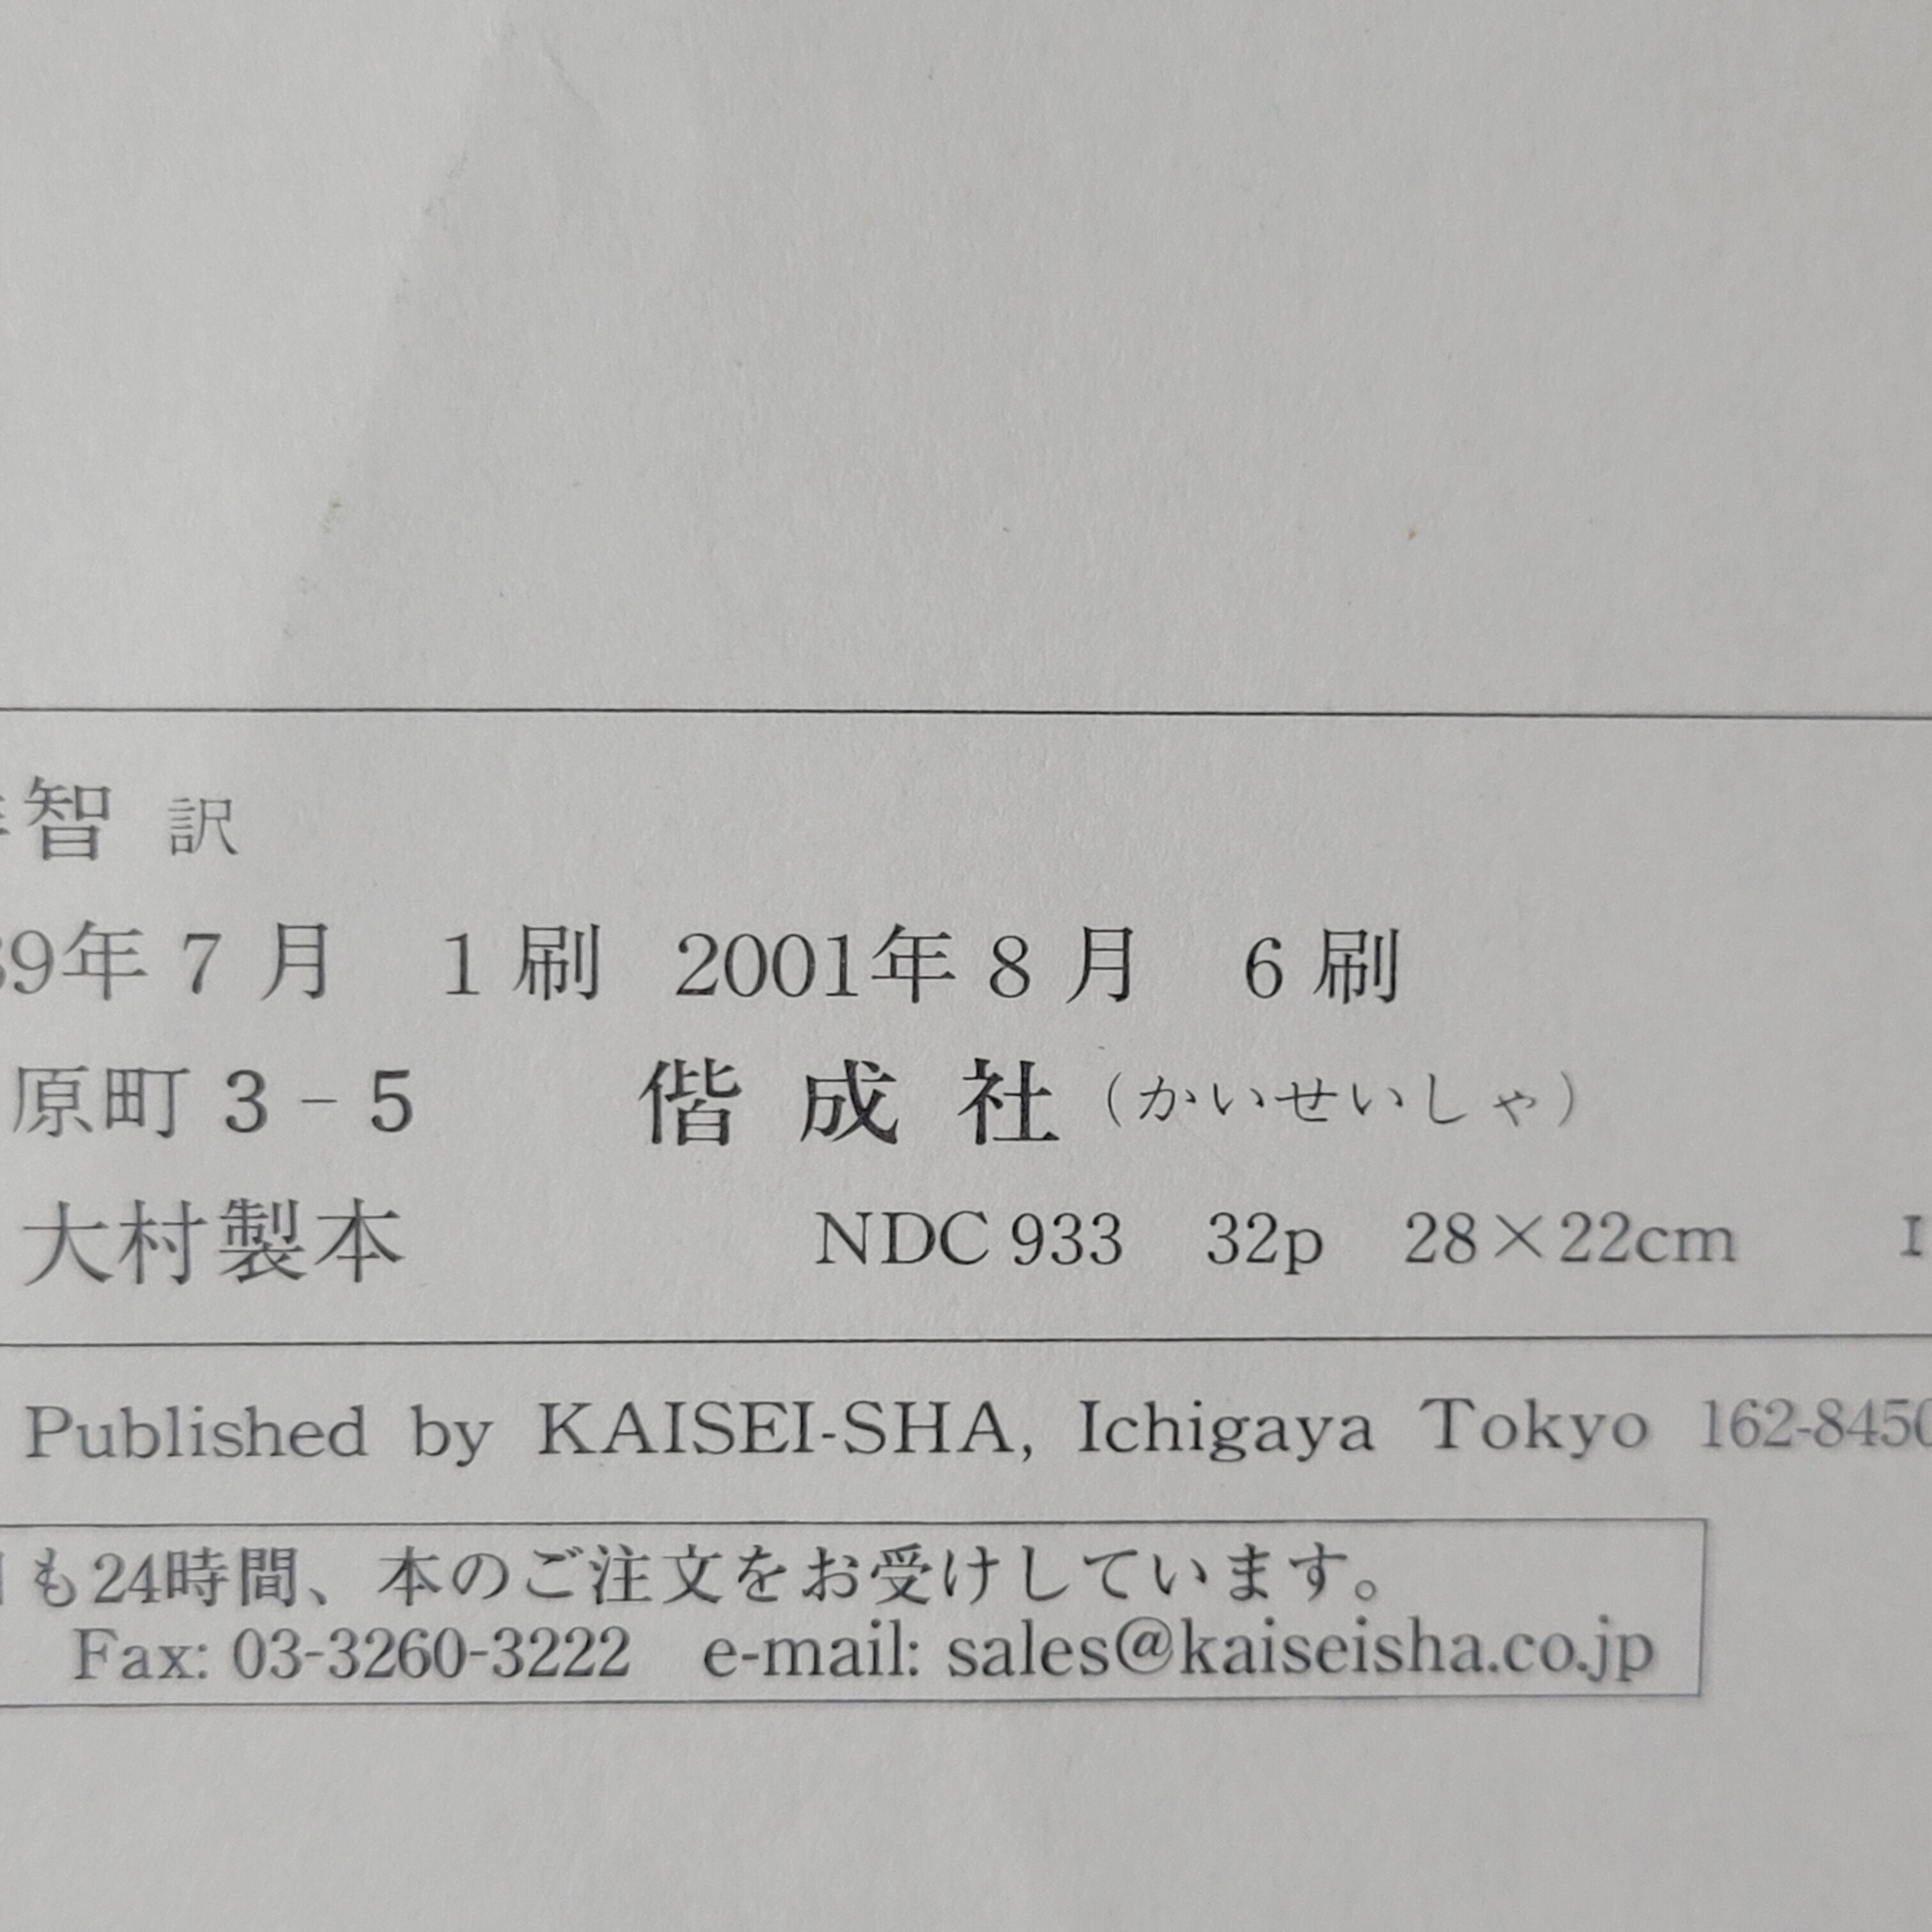 智 訳
9年 7 月 1 刷 2001年 8 月 6 刷
原町 3 - 5 偕 成 社 (かいせいしゃ)
大村製本 NDC 933 32p 28×22cm I
Published by KAISEI-SHA, Ichigaya Tokyo 162-8450
も24時間、本のご注文をお受けしています。
Fax: 03-3260-3222 e-mail: sales@kaiseisha.co.jp